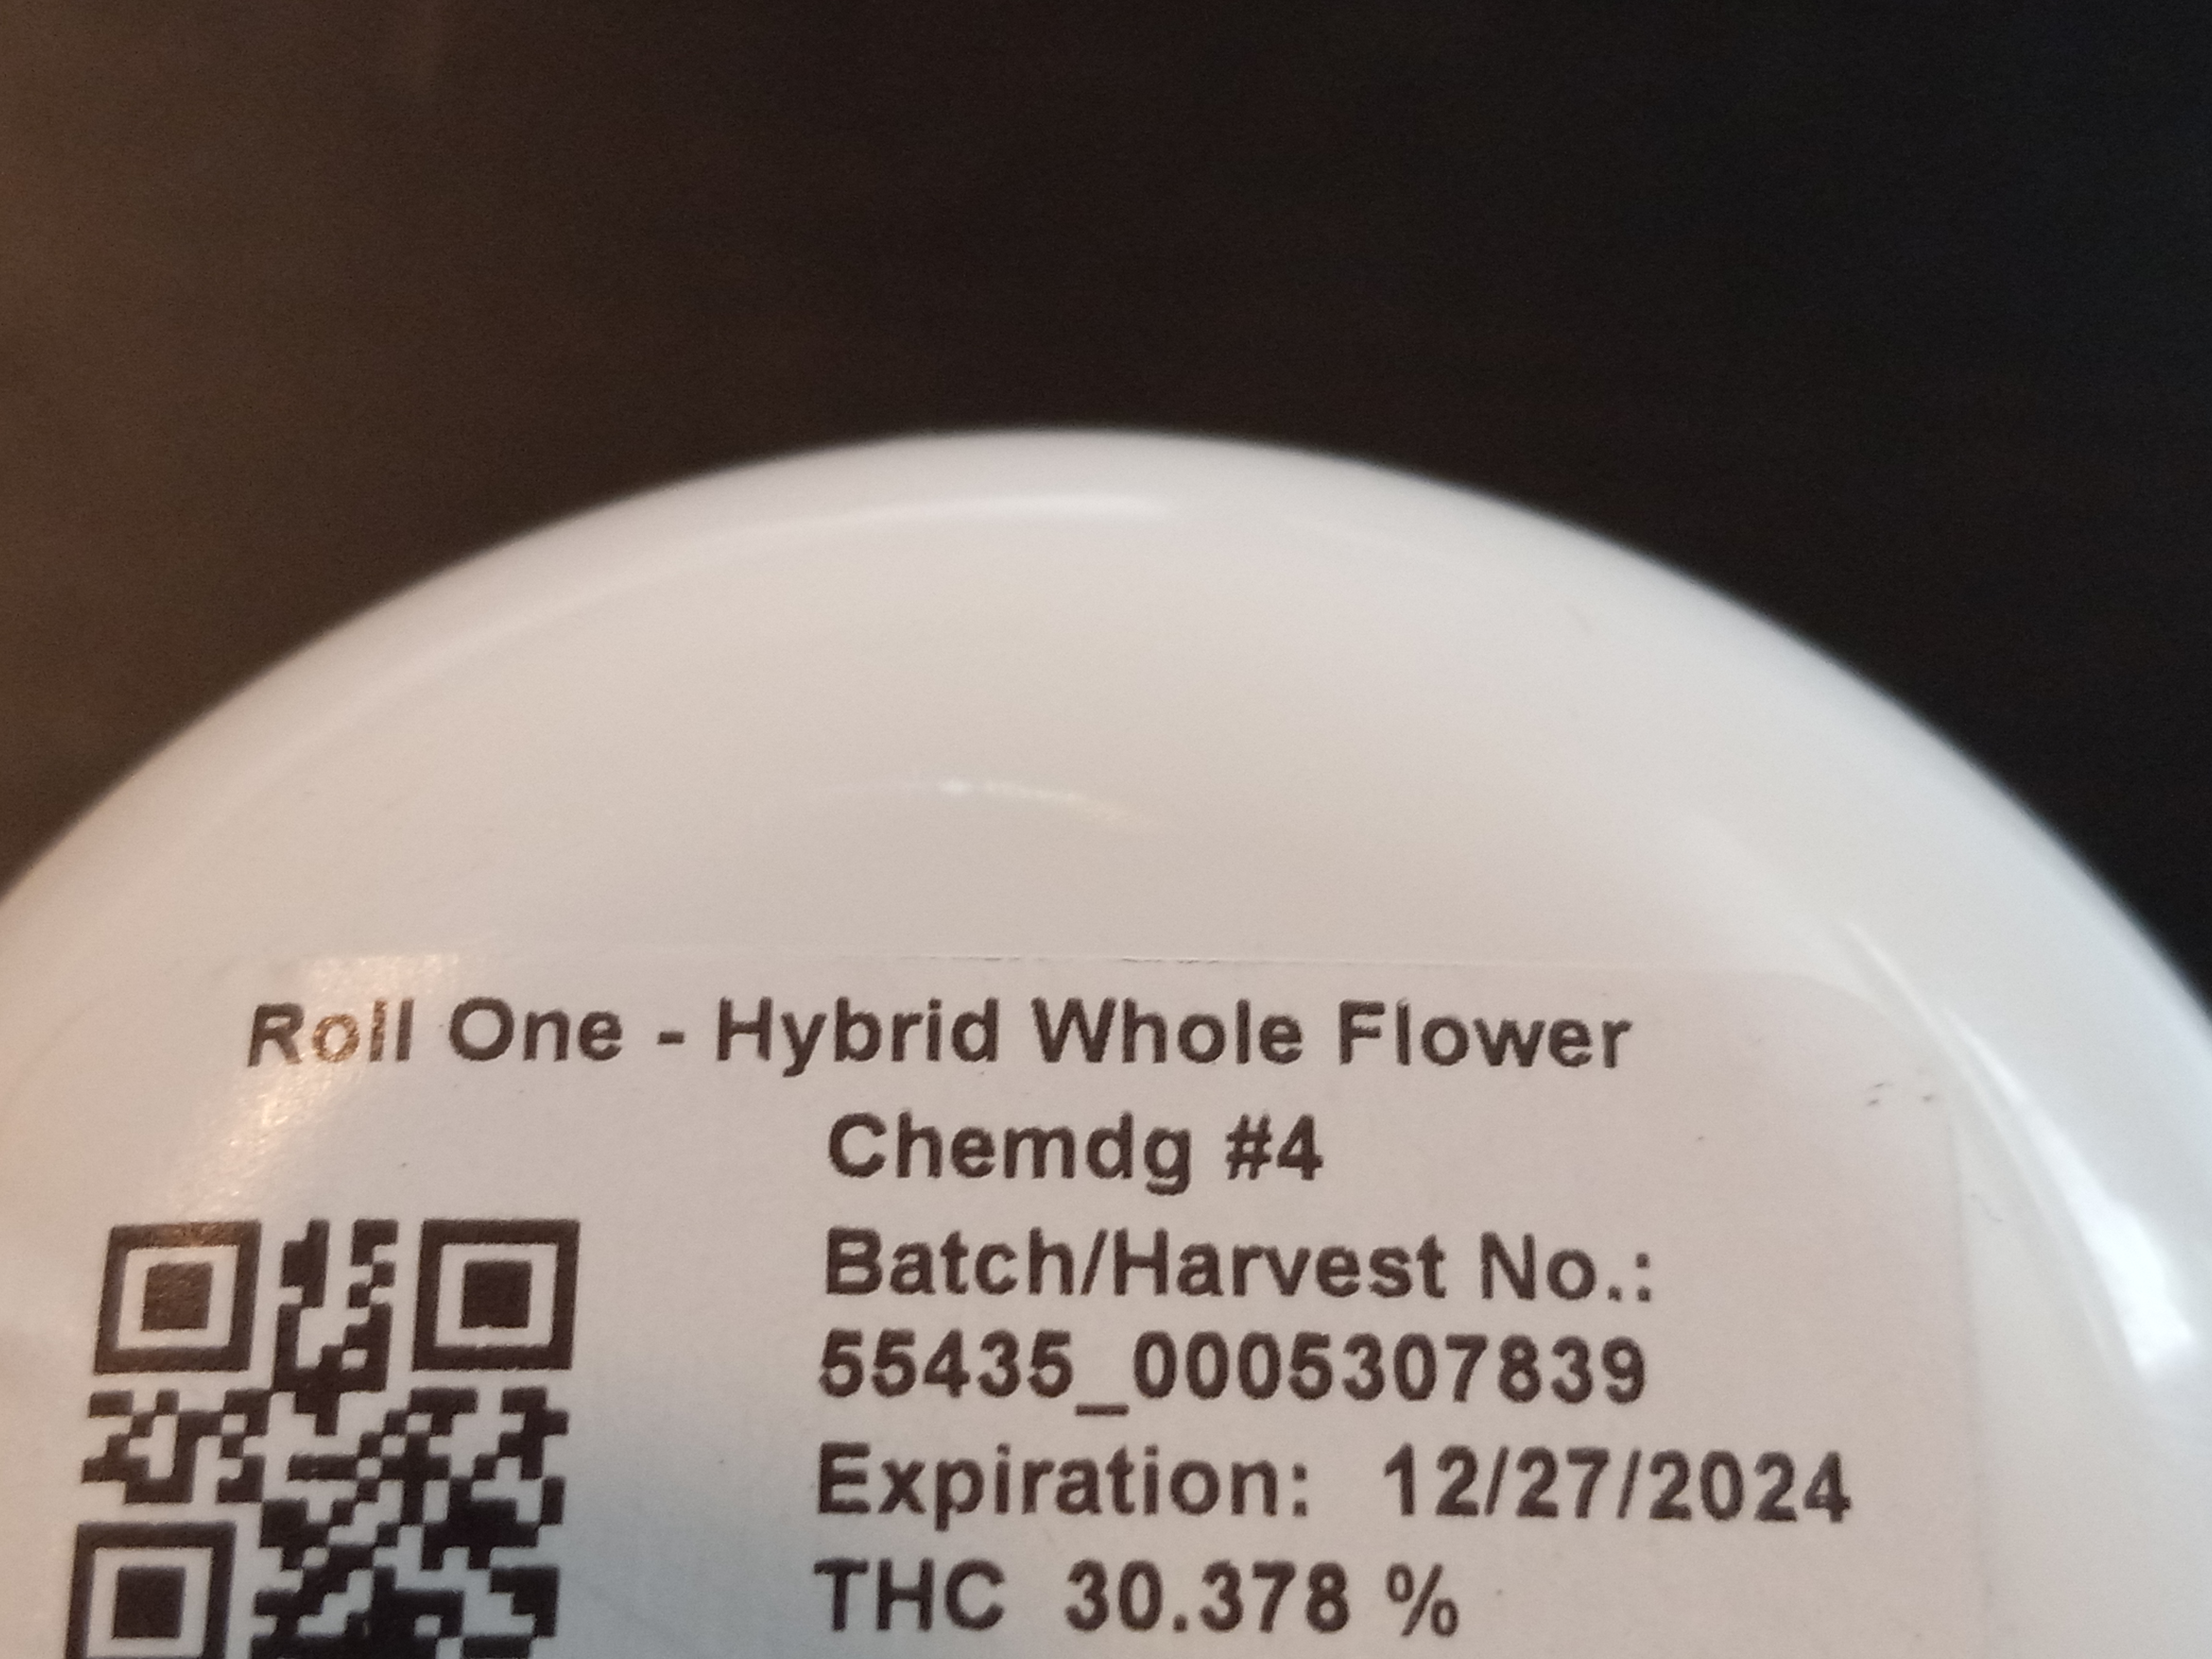 Roll One - Hybrid Whole Flower
Chemdg #4
Batch/Harvest No.:
55435_0005307839
Expiration: 12/27/2024
THC 30.378 %